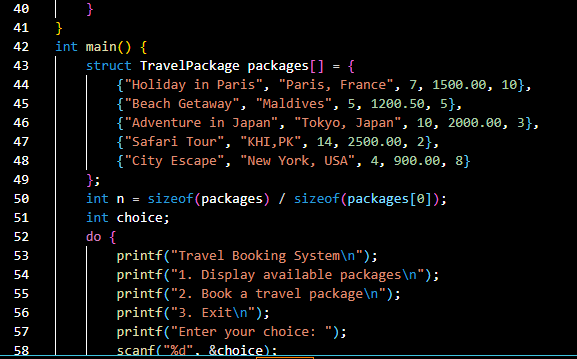 40 }
41 }
42 int main() {
43 struct TravelPackage packages[] = {
44 {"Holiday in Paris", "Paris, France", 7, 1500.00, 10},
45 {"Beach Getaway", "Maldives", 5, 1200.50, 5},
46 {"Adventure in Japan", "Tokyo, Japan", 10, 2000.00, 3},
47 {"Safari Tour", "KHI,PK", 14, 2500.00, 2},
48 {"City Escape", "New York, USA", 4, 900.00, 8}
49 };
50 int n = sizeof(packages) / sizeof(packages[0]);
51 int choice;
52 do {
53 printf("Travel Booking System\n");
54 printf("1. Display available packages\n");
55 printf("2. Book a travel package\n");
56 printf("3. Exit\n");
57 printf("Enter your choice: ");
58 scanf("%d", &choice);